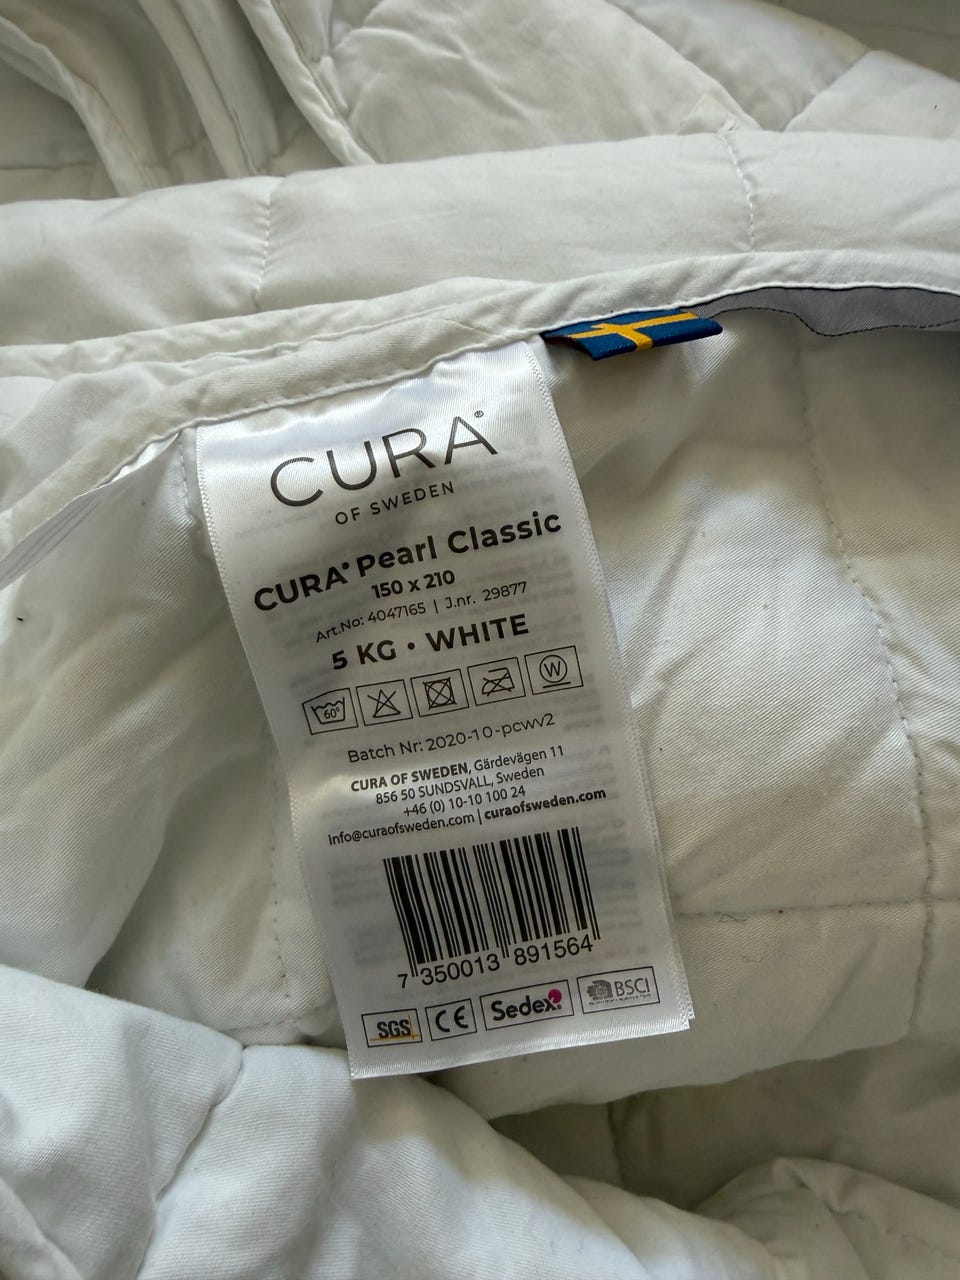 CURA®
OF SWEDEN
CURA® Pearl Classic
150 x 210
Art.No: 4047165 | J.nr. 29877
5 KG • WHITE
60°
W
Batch Nr: 2020-10-pcwv2
CURA OF SWEDEN, Gärdevägen 11
856 50 SUNDSVALL, Sweden
+46 (0) 10-10 100 24
info@curaofsweden.com | curaofsweden.com
7 350013 891564
SGS CE Sedex BSCI